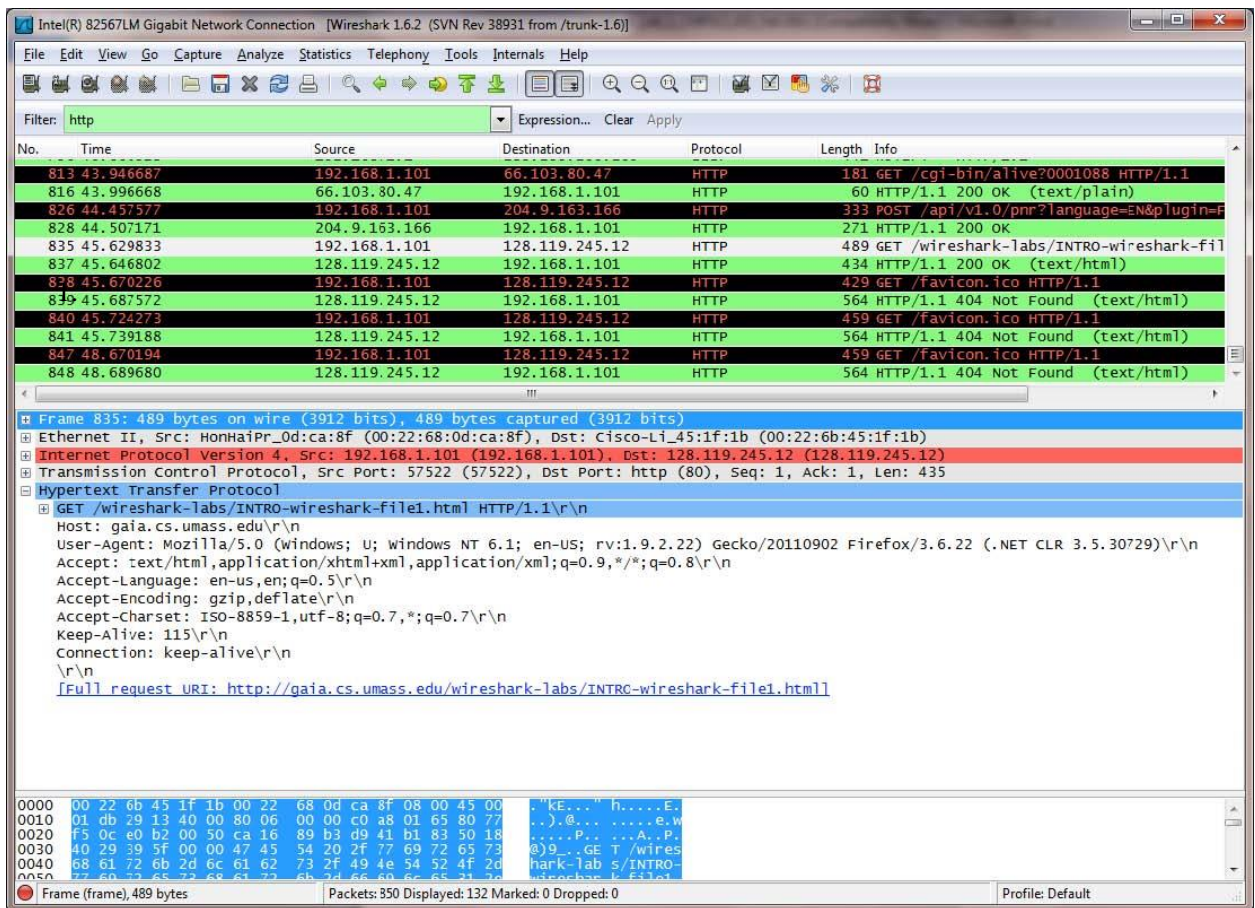 Intel(R) 82567LM Gigabit Network Connection [Wireshark 1.6.2 (SVN Rev 38931 from /trunk-1.6)]
File Edit View Go Capture Analyze Statistics Telephony Tools Internals Help
Filter: http Expression... Clear Apply
No. Time Source Destination Protocol Length Info
813 43.946687 192.168.1.101 66.103.80.47 HTTP 181 GET /cgi-bin/alive?0001088 HTTP/1.1
816 43.996668 66.103.80.47 192.168.1.101 HTTP 60 HTTP/1.1 200 OK (text/plain)
826 44.457577 192.168.1.101 204.9.163.166 HTTP 333 POST /api/v1.0/pnr?language=EN&plugin=F
828 44.507171 204.9.163.166 192.168.1.101 HTTP 271 HTTP/1.1 200 OK
835 45.629833 192.168.1.101 128.119.245.12 HTTP 489 GET /wireshark-labs/INTRO-wireshark-fil
837 45.646802 128.119.245.12 192.168.1.101 HTTP 434 HTTP/1.1 200 OK (text/html)
838 45.670226 192.168.1.101 128.119.245.12 HTTP 429 GET /favicon.ico HTTP/1.1
839 45.687572 128.119.245.12 192.168.1.101 HTTP 564 HTTP/1.1 404 Not Found (text/html)
840 45.724273 192.168.1.101 128.119.245.12 HTTP 459 GET /favicon.ico HTTP/1.1
841 45.739188 128.119.245.12 192.168.1.101 HTTP 564 HTTP/1.1 404 Not Found (text/html)
847 48.670194 192.168.1.101 128.119.245.12 HTTP 459 GET /favicon.ico HTTP/1.1
848 48.689680 128.119.245.12 192.168.1.101 HTTP 564 HTTP/1.1 404 Not Found (text/html)
Frame 835: 489 bytes on wire (3912 bits), 489 bytes captured (3912 bits)
Ethernet II, Src: HonHaiPr_0d:ca:8f (00:22:68:0d:ca:8f), Dst: Cisco-Li_45:1f:1b (00:22:6b:45:1f:1b)
Internet Protocol Version 4, Src: 192.168.1.101 (192.168.1.101), Dst: 128.119.245.12 (128.119.245.12)
Transmission Control Protocol, Src Port: 57522 (57522), Dst Port: http (80), Seq: 1, Ack: 1, Len: 435
Hypertext Transfer Protocol
GET /wireshark-labs/INTRO-wireshark-file1.html HTTP/1.1\r\n
Host: gaia.cs.umass.edu\r\n
User-Agent: Mozilla/5.0 (Windows; U; Windows NT 6.1; en-US; rv:1.9.2.22) Gecko/20110902 Firefox/3.6.22 (.NET CLR 3.5.30729)\r\n
Accept: text/html,application/xhtml+xml,application/xml;q=0.9,*/*;q=0.8\r\n
Accept-Language: en-us,en;q=0.5\r\n
Accept-Encoding: gzip,deflate\r\n
Accept-Charset: ISO-8859-1,utf-8;q=0.7,*;q=0.7\r\n
Keep-Alive: 115\r\n
Connection: keep-alive\r\n
\r\n
[Full request URI: http://gaia.cs.umass.edu/wireshark-labs/INTRO-wireshark-file1.html]
0000 00 22 6b 45 1f 1b 00 22 68 0d ca 8f 08 00 45 00 ."kE..." h.....E.
0010 01 db 29 13 40 00 80 06 00 00 c0 a8 01 65 80 77 ..).@... .....e.w
0020 f5 0c e0 b2 00 50 ca 16 89 b3 d9 41 b1 83 50 18 .....P.. ...A..P.
0030 40 29 39 5f 00 00 47 45 54 20 2f 77 69 72 65 73 @)9_..GE T /wires
0040 68 61 72 6b 2d 6c 61 62 73 2f 49 4e 54 52 4f 2d hark-lab s/INTRO-
0050 77 69 72 65 73 68 61 72 6b 2d 66 69 6c 65 31 2e wireshar k-file1.
Frame (frame), 489 bytes Packets: 850 Displayed: 132 Marked: 0 Dropped: 0 Profile: Default